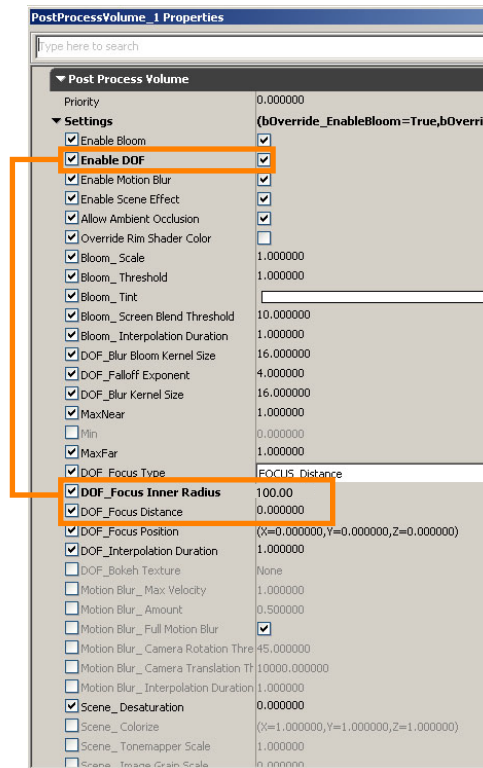 PostProcessVolume_1 Properties
Type here to search
Post Process Volume
Priority 0.000000
Settings (bOverride_EnableBloom=True,bOverri
Enable Bloom
Enable DOF
Enable Motion Blur
Enable Scene Effect
Allow Ambient Occlusion
Override Rim Shader Color
Bloom_ Scale 1.000000
Bloom_ Threshold 1.000000
Bloom_ Tint
Bloom_ Screen Blend Threshold 10.000000
Bloom_ Interpolation Duration 1.000000
DOF_Blur Bloom Kernel Size 16.000000
DOF_Falloff Exponent 4.000000
DOF_Blur Kernel Size 16.000000
MaxNear 1.000000
Min 0.000000
MaxFar 1.000000
DOF_Focus Type FOCUS_Distance
DOF_Focus Inner Radius 100.00
DOF_Focus Distance 0.000000
DOF_Focus Position (X=0.000000,Y=0.000000,Z=0.000000)
DOF_Interpolation Duration 1.000000
DOF_Bokeh Texture None
Motion Blur_ Max Velocity 1.000000
Motion Blur_ Amount 0.500000
Motion Blur_ Full Motion Blur
Motion Blur_ Camera Rotation Thre 45.000000
Motion Blur_ Camera Translation Th 10000.000000
Motion Blur_ Interpolation Duration 1.000000
Scene_ Desaturation 0.000000
Scene_ Colorize (X=1.000000,Y=1.000000,Z=1.000000)
Scene_ Tonemapper Scale 1.000000
Scene_ Image Grain Scale 0.000000